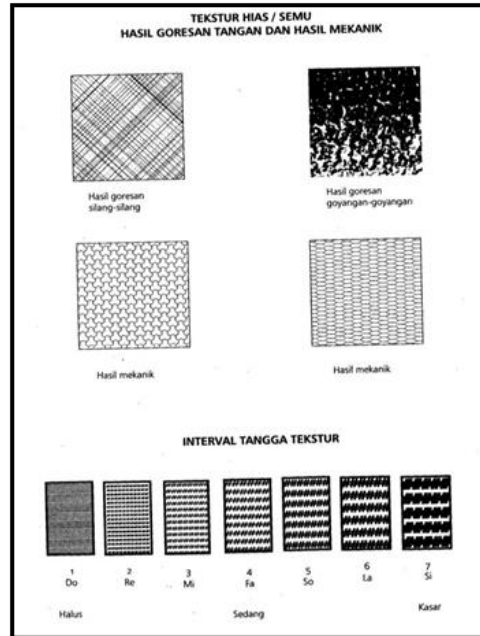 TEKSTUR HIAS / SEMU
HASIL GORESAN TANGAN DAN HASIL MEKANIK
Hasil goresan
silang-silang
Hasil goresan
goyangan-goyangan
Hasil mekanik
Hasil mekanik
INTERVAL TANGGA TEKSTUR
1 2 3 4 5 6 7
Do Re Mi Fa So La Si
Halus Sedang Kasar